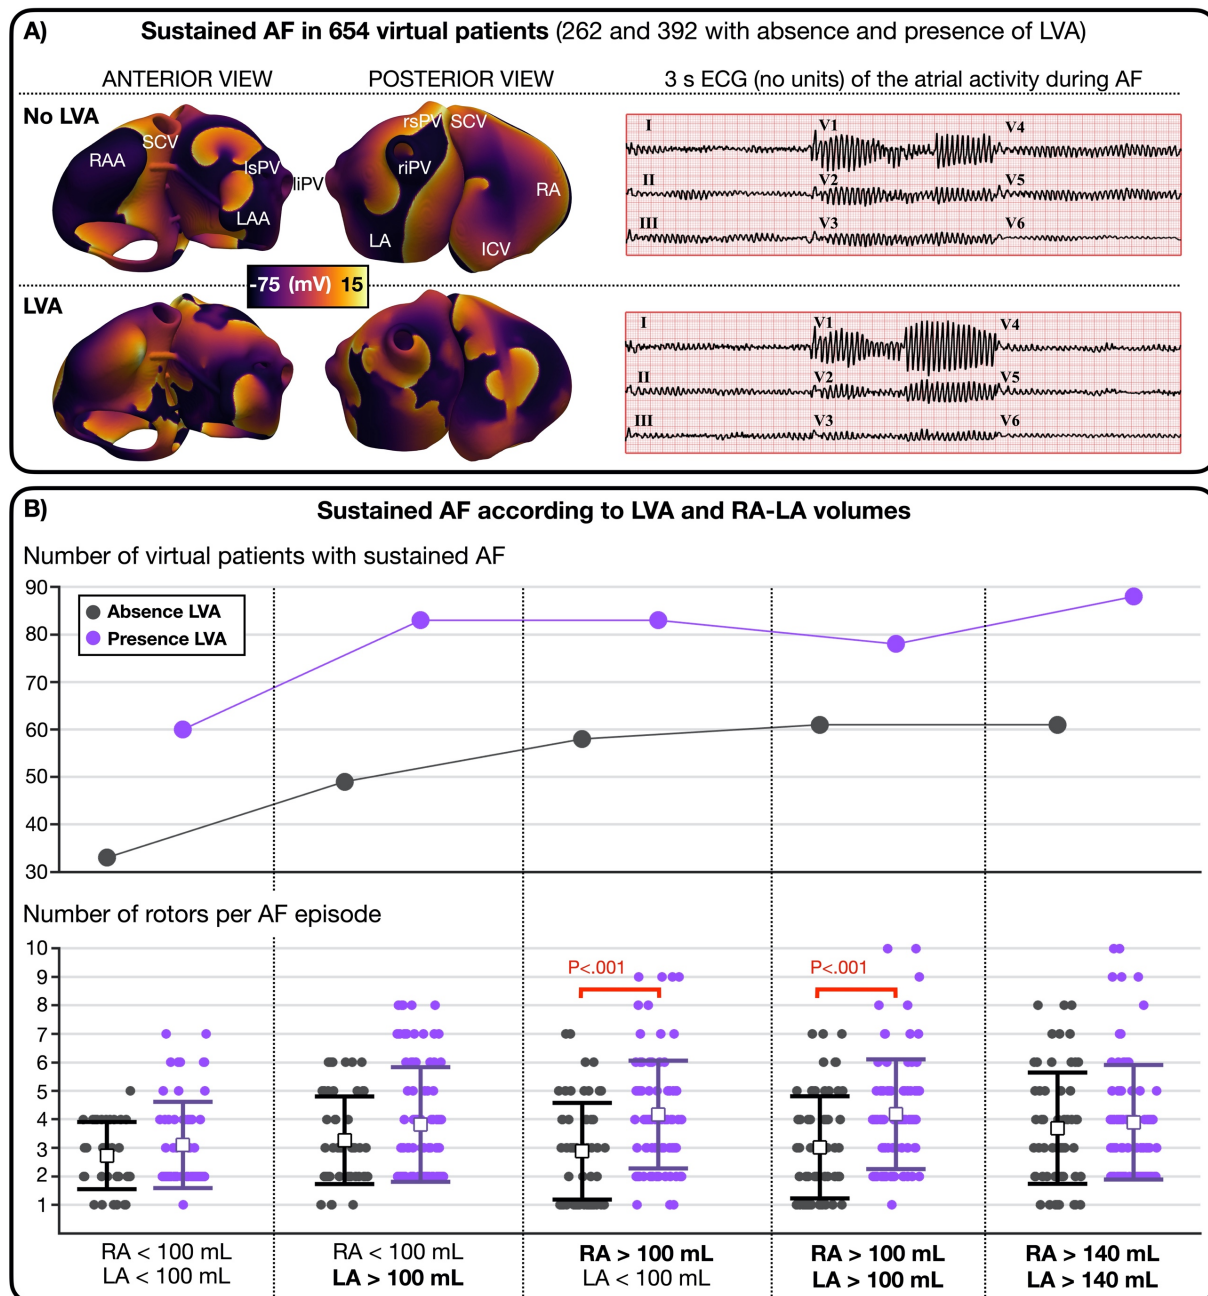 A) Sustained AF in 654 virtual patients (262 and 392 with absence and presence of LVA)
ANTERIOR VIEW POSTERIOR VIEW 3 s ECG (no units) of the atrial activity during AF
No LVA
RAA SCV lsPV liPV LAA
rsPV SCV riPV RA LA ICV
I V1 V4
II V2 V5
III V3 V6
-75 (mV) 15
LVA
I V1 V4
II V2 V5
III V3 V6
B) Sustained AF according to LVA and RA-LA volumes
Number of virtual patients with sustained AF
90
80
70
60
50
40
30
Absence LVA
Presence LVA
Number of rotors per AF episode
10
9
8
7
6
5
4
3
2
1
P<.001 P<.001
RA < 100 mL RA < 100 mL RA > 100 mL RA > 100 mL RA > 140 mL
LA < 100 mL LA > 100 mL LA < 100 mL LA > 100 mL LA > 140 mL